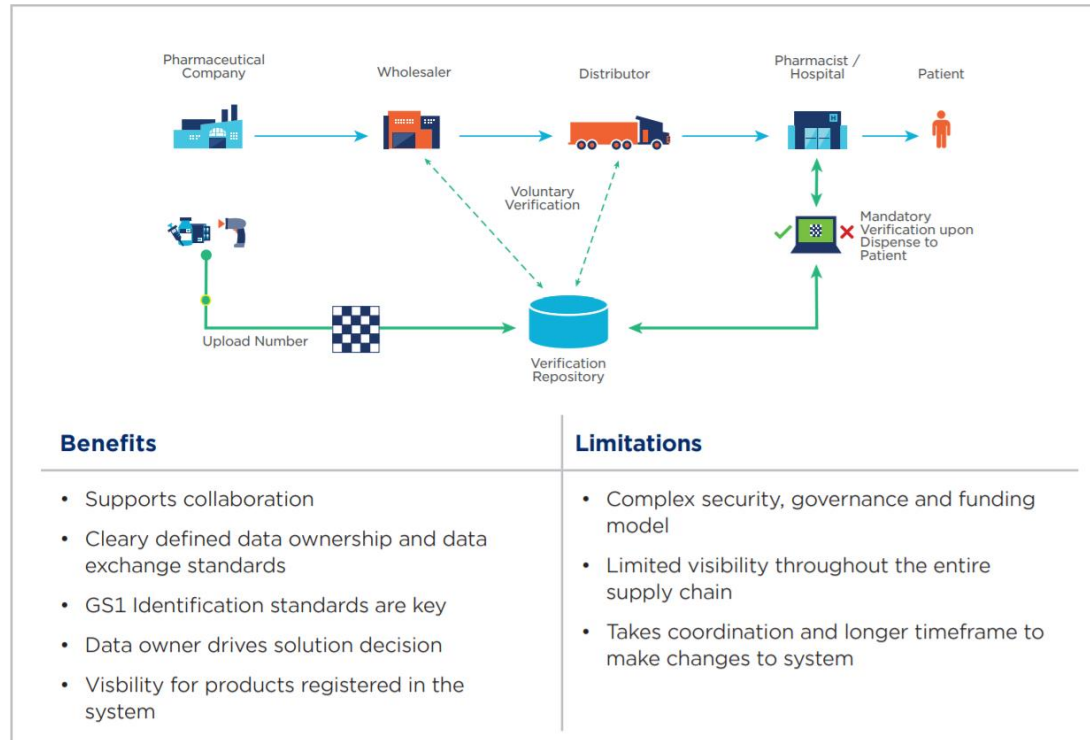 Pharmaceutical
Company
Wholesaler
Distributor
Pharmacist /
Hospital
Patient
H
Voluntary
Verification
Mandatory
Verification upon
Dispense to
Patient
Upload Number
Verification
Repository
Benefits
• Supports collaboration
• Cleary defined data ownership and data
exchange standards
• GS1 Identification standards are key
• Data owner drives solution decision
• Visbility for products registered in the
system
Limitations
• Complex security, governance and funding
model
• Limited visibility throughout the entire
supply chain
• Takes coordination and longer timeframe to
make changes to system